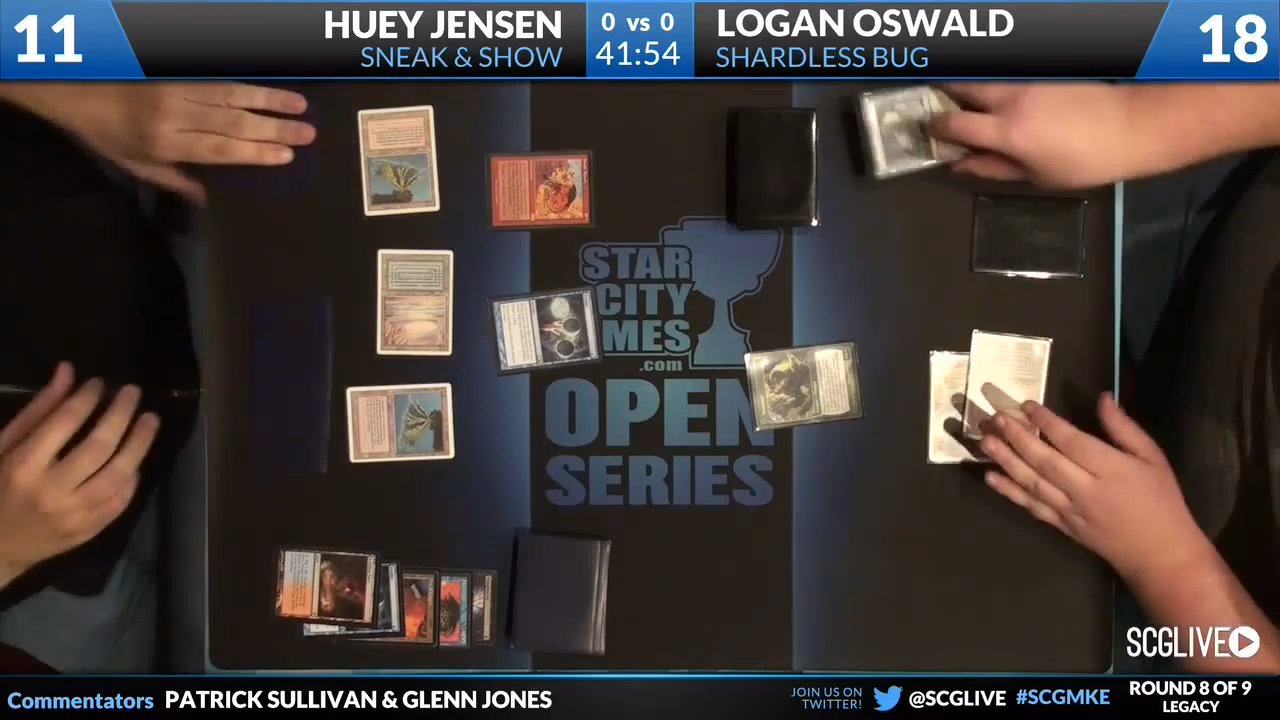 11
HUEY JENSEN
SNEAK & SHOW
0 vs 0
41:54
LOGAN OSWALD
SHARDLESS BUG
18
STAR
CITY
MES
.com
OPEN
SERIES
SCGLIVE
Commentators PATRICK SULLIVAN & GLENN JONES
JOIN US ON
TWITTER!
@SCGLIVE #SCGMKE
ROUND 8 OF 9
LEGACY